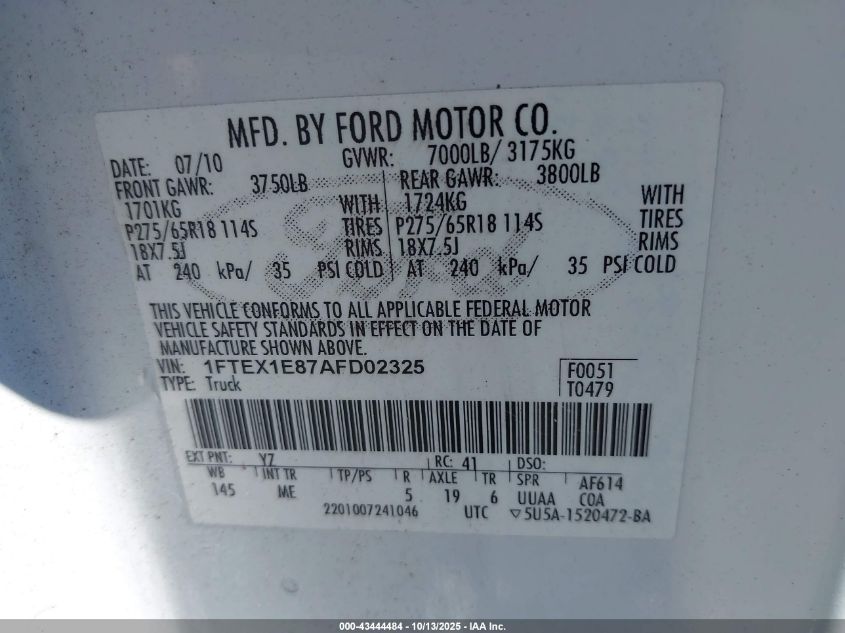 MFD. BY FORD MOTOR CO.
DATE: 07/10 GVWR: 7000LB/ 3175KG
FRONT GAWR: 3750LB REAR GAWR: 3800LB
1701KG WITH 1724KG WITH
P275/65R18 114S TIRES P275/65R18 114S TIRES
18X7.5J RIMS 18X7.5J RIMS
AT 240 kPa/ 35 PSI COLD AT 240 kPa/ 35 PSI COLD
THIS VEHICLE CONFORMS TO ALL APPLICABLE FEDERAL MOTOR
VEHICLE SAFETY STANDARDS IN EFFECT ON THE DATE OF
MANUFACTURE SHOWN ABOVE.
VIN: 1FTEX1E87AFD02325 F0051
TYPE: Truck T0479
EXT PNT: YZ RC: 41 DSO:
WB INT TR TP/PS R AXLE TR SPR AF614
145 ME 5 19 6 UUAA COA
2201007241046 UTC ▽5U5A-1520472-BA
000-43444484 - 10/13/2025 - IAA Inc.